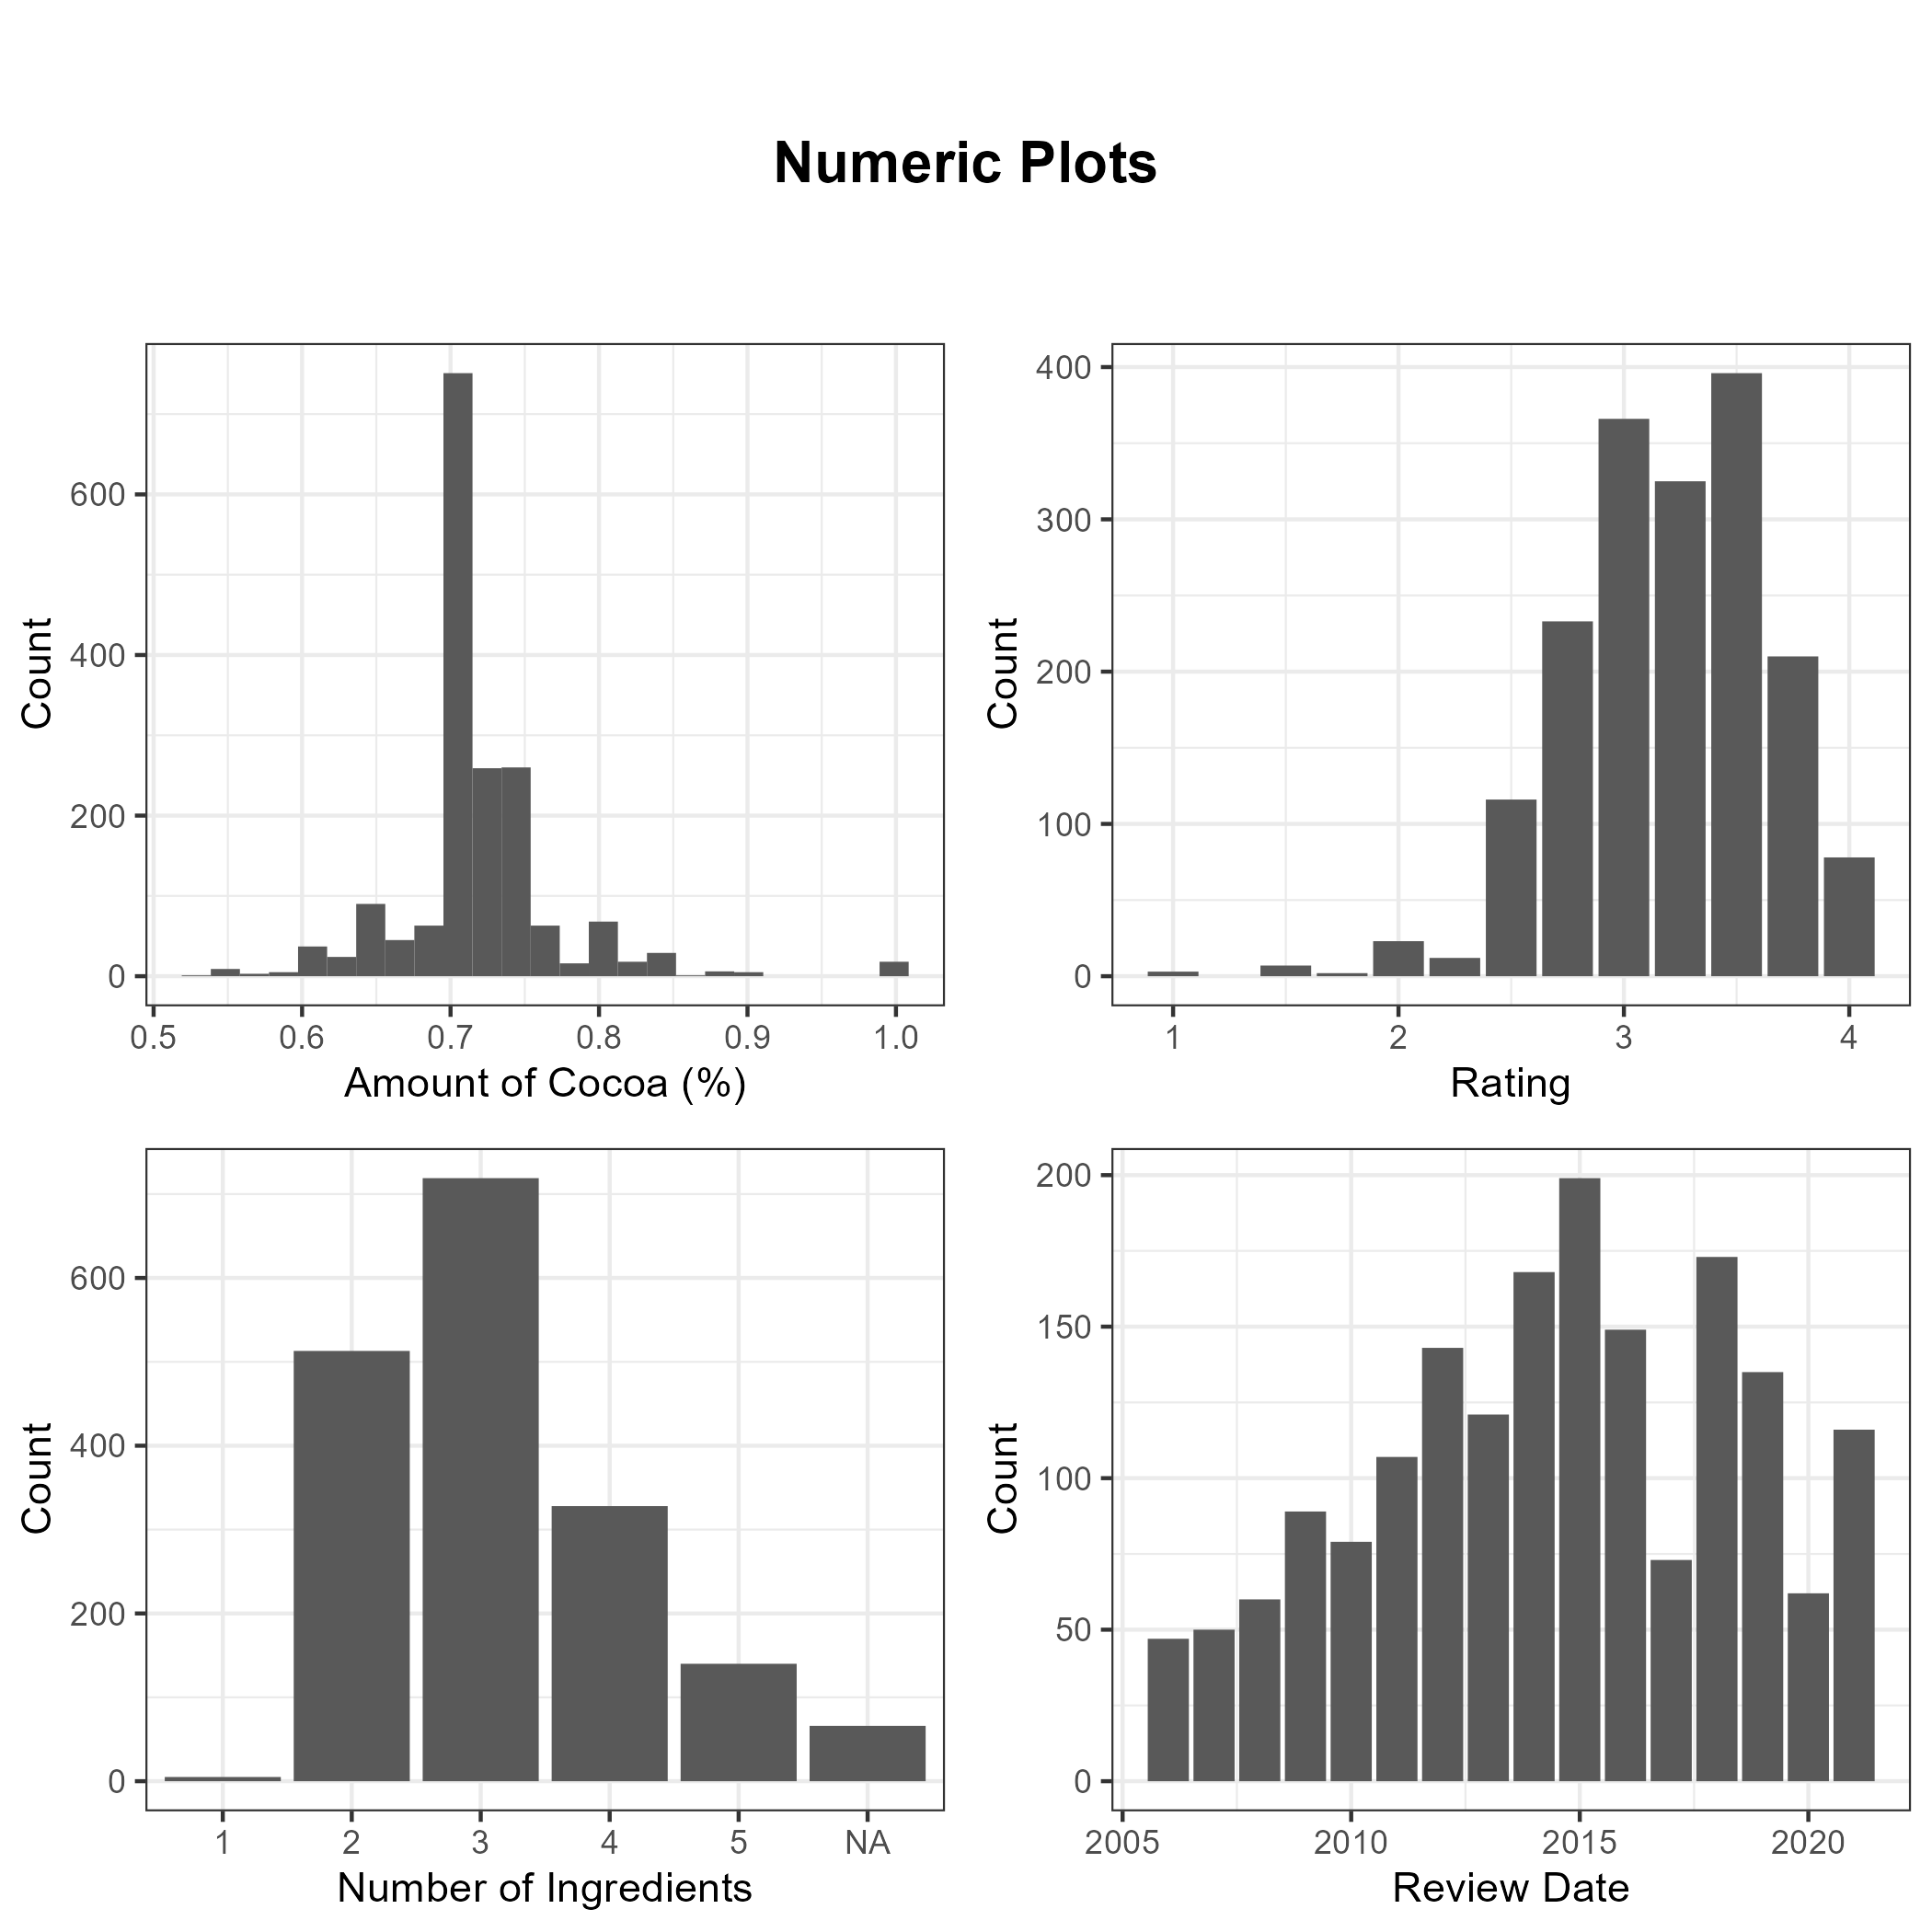 Numeric Plots
Count
600
400
200
0
0.5 0.6 0.7 0.8 0.9 1.0
Amount of Cocoa (%)
Count
400
300
200
100
0
1 2 3 4
Rating
Count
600
400
200
0
1 2 3 4 5 NA
Number of Ingredients
Count
200
150
100
50
0
2005 2010 2015 2020
Review Date